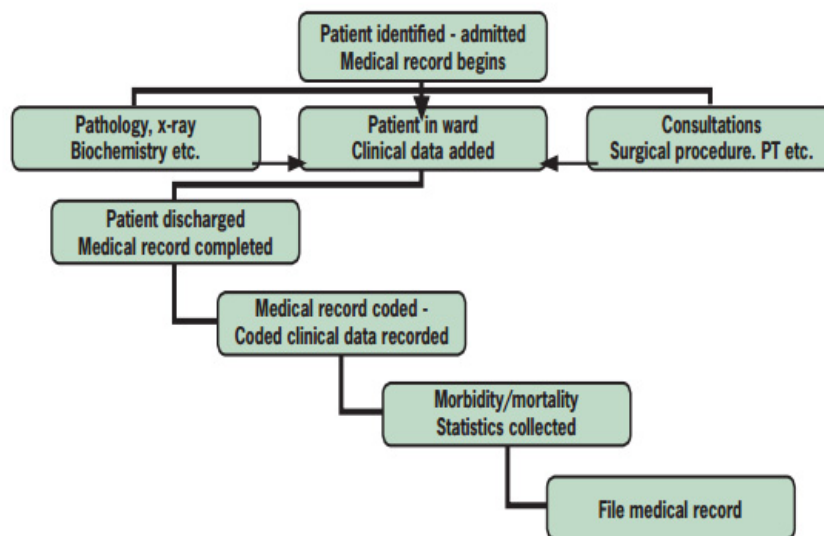 Patient identified - admitted
Medical record begins
Pathology, x-ray
Biochemistry etc.
Patient in ward
Clinical data added
Consultations
Surgical procedure. PT etc.
Patient discharged
Medical record completed
Medical record coded -
Coded clinical data recorded
Morbidity/mortality
Statistics collected
File medical record